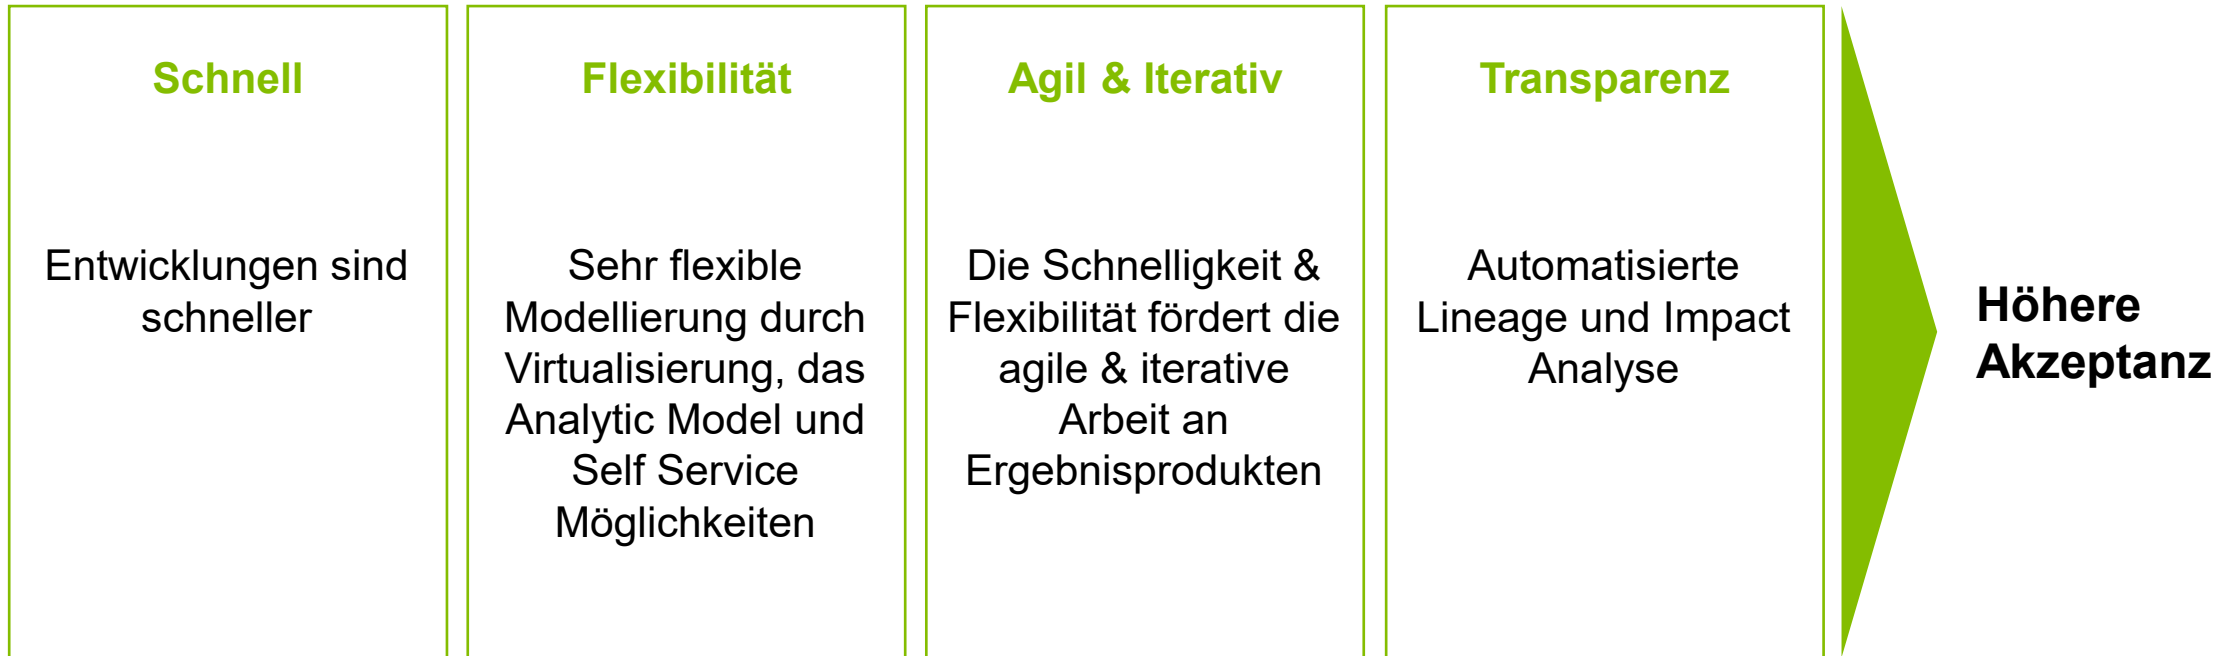 Schnell
Entwicklungen sind
schneller
Flexibilität
Sehr flexible
Modellierung durch
Virtualisierung, das
Analytic Model und
Self Service
Möglichkeiten
Agil & Iterativ
Die Schnelligkeit &
Flexibilität fördert die
agile & iterative
Arbeit an
Ergebnisprodukten
Transparenz
Automatisierte
Lineage und Impact
Analyse
Höhere
Akzeptanz